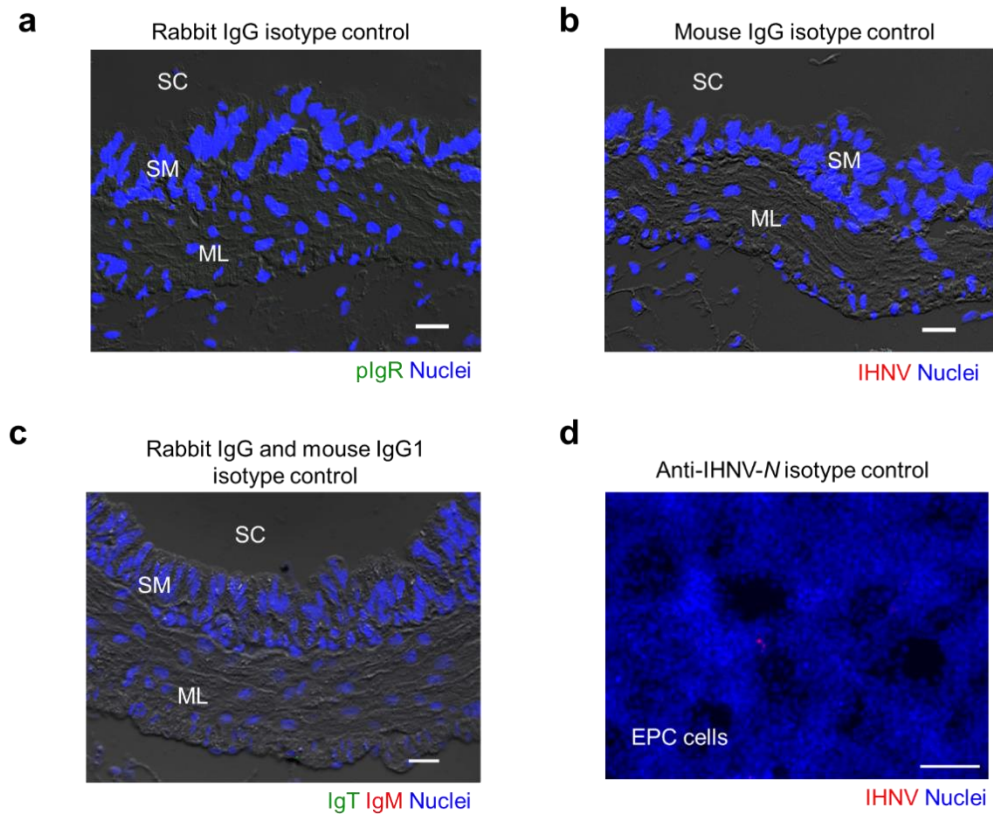 a
Rabbit IgG isotype control
SC
SM
ML
pIgR Nuclei
b
Mouse IgG isotype control
SC
SM
ML
IHNV Nuclei
c
Rabbit IgG and mouse IgG1
isotype control
SC
SM
ML
IgT IgM Nuclei
d
Anti-IHNV-N isotype control
EPC cells
IHNV Nuclei